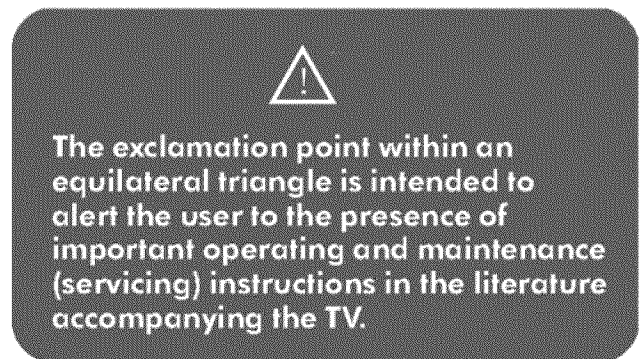 !
The exclamation point within an
equilateral triangle is intended to
alert the user to the presence of
important operating and maintenance
(servicing) instructions in the literature
accompanying the TV.